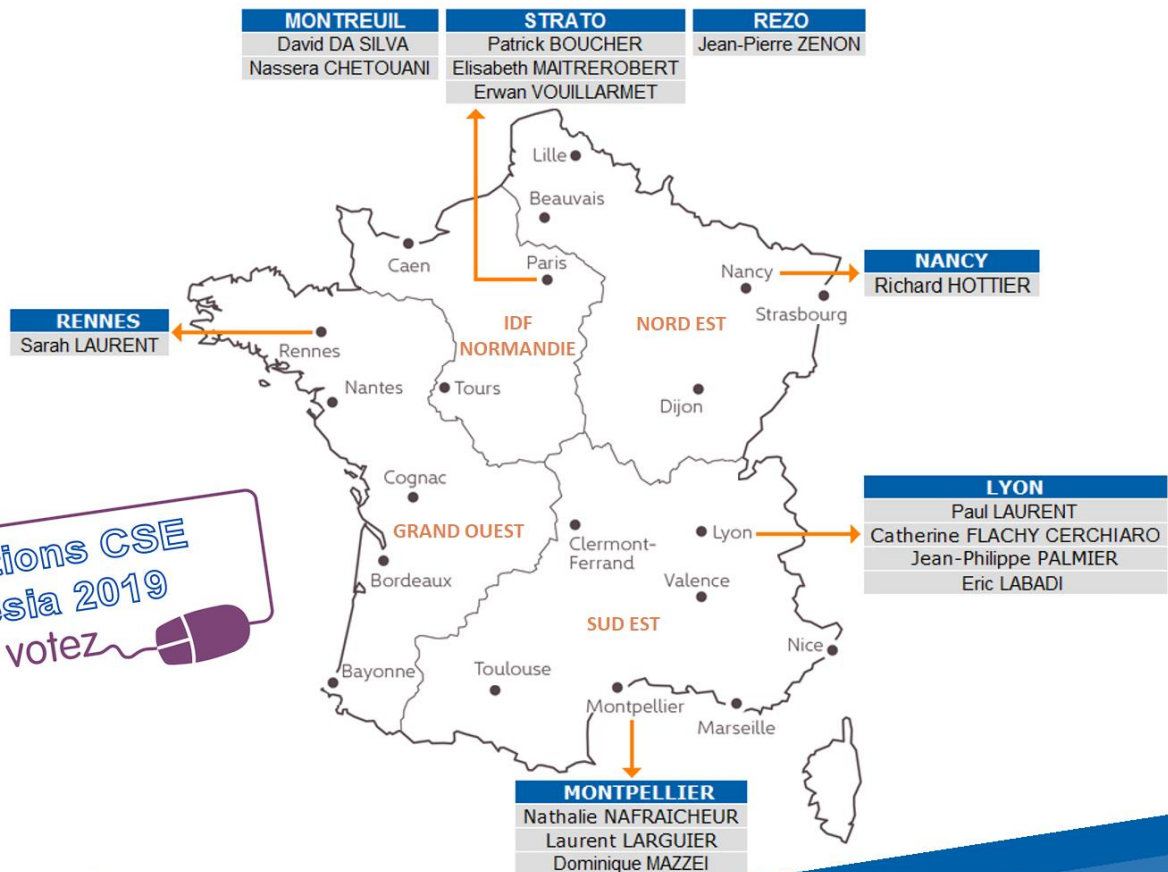 MONTREUIL
David DA SILVA
Nassera CHETOUANI
STRATO
Patrick BOUCHER
Elisabeth MAITREROBERT
Erwan VOUILLARMET
REZO
Jean-Pierre ZENON
Lille
Beauvais
Caen
Paris
Nancy
Strasbourg
NANCY
Richard HOTTIER
RENNES
Sarah LAURENT
Rennes
IDF
NORMANDIE
NORD EST
Nantes
Tours
Dijon
Cognac
GRAND OUEST
Bordeaux
Clermont-
Ferrand
Lyon
Valence
LYON
Paul LAURENT
Catherine FLACHY CERCHIARO
Jean-Philippe PALMIER
Eric LABADI
CSE
2019
votez
SUD EST
Nice
Bayonne
Toulouse
Montpellier
Marseille
MONTPELLIER
Nathalie NAFRAICHEUR
Laurent LARGUIER
Dominique MAZZEI